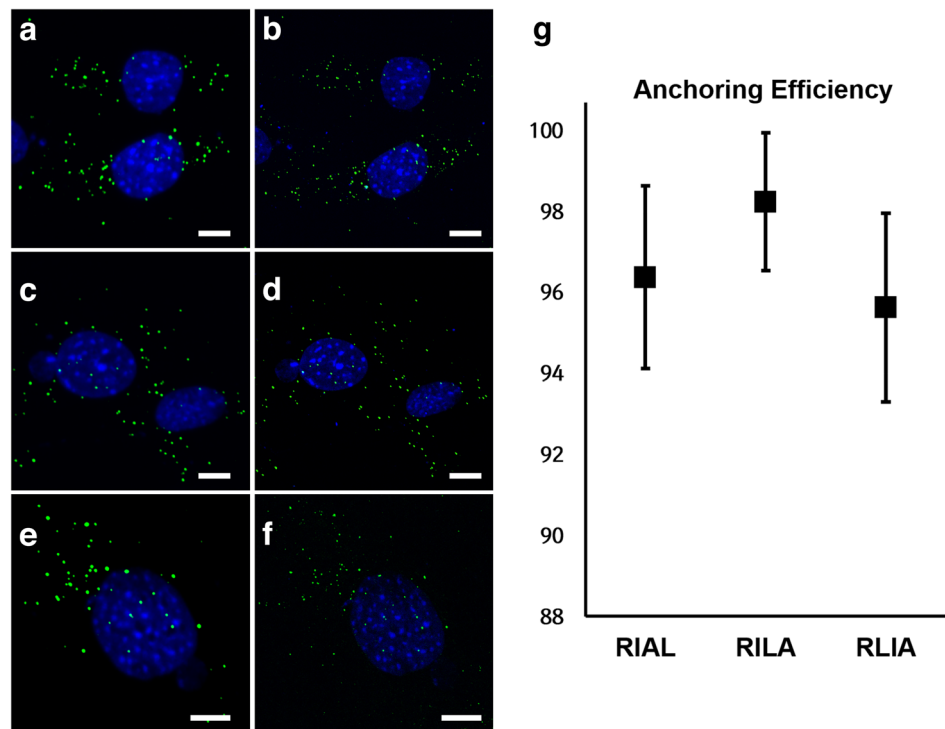 a
b
c
d
e
f
g
Anchoring Efficiency
100
98
96
94
92
90
88
RIAL RILA RLIA